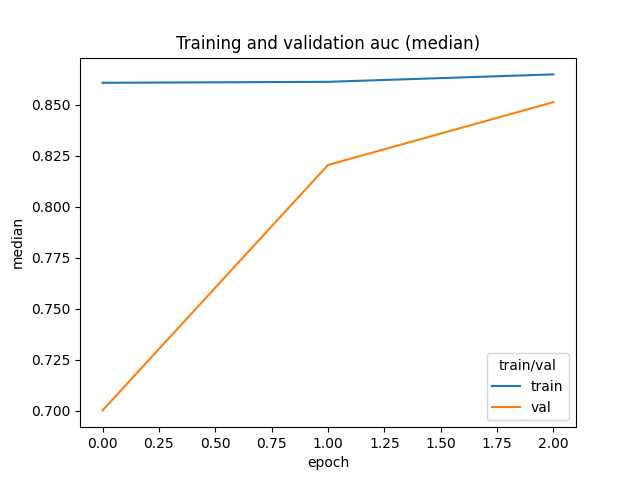 Training and validation auc (median)
median
0.850
0.825
0.800
0.775
0.750
0.725
0.700
train/val
train
val
0.00 0.25 0.50 0.75 1.00 1.25 1.50 1.75 2.00
epoch